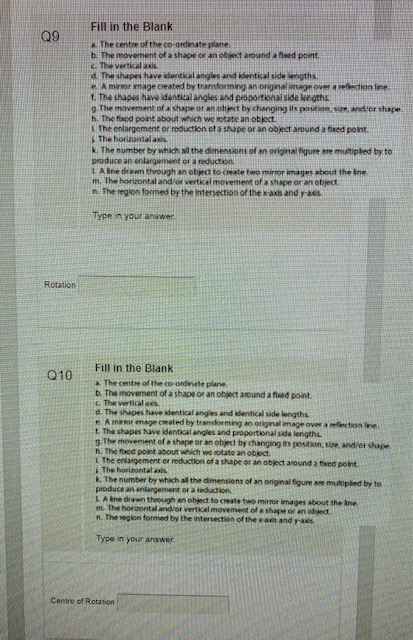 Q9
Fill in the Blank
a. The centre of the co-ordinate plane.
b. The movement of a shape or an object around a fixed point.
c. The vertical axis.
d. The shapes have identical angles and identical side lengths.
e. A mirror image created by transforming an original image over a reflection line.
f. The shapes have identical angles and proportional side lengths.
g. The movement of a shape or an object by changing its position, size, and/or shape.
h. The fixed point about which we rotate an object.
i. The enlargement or reduction of a shape or an object around a fixed point.
j. The horizontal axis.
k. The number by which all the dimensions of an original figure are multiplied by to
produce an enlargement or a reduction.
l. A line drawn through an object to create two mirror images about the line.
m. The horizontal and/or vertical movement of a shape or an object.
n. The region formed by the intersection of the x-axis and y-axis.
Type in your answer.
Rotation
Q10
Fill in the Blank
a. The centre of the co-ordinate plane.
b. The movement of a shape or an object around a fixed point.
c. The vertical axis.
d. The shapes have identical angles and identical side lengths.
e. A mirror image created by transforming an original image over a reflection line.
f. The shapes have identical angles and proportional side lengths.
g. The movement of a shape or an object by changing its position, size, and/or shape.
h. The fixed point about which we rotate an object.
i. The enlargement or reduction of a shape or an object around a fixed point.
j. The horizontal axis.
k. The number by which all the dimensions of an original figure are multiplied by to
produce an enlargement or a reduction.
l. A line drawn through an object to create two mirror images about the line.
m. The horizontal and/or vertical movement of a shape or an object.
n. The region formed by the intersection of the x-axis and y-axis.
Type in your answer.
Centre of Rotation